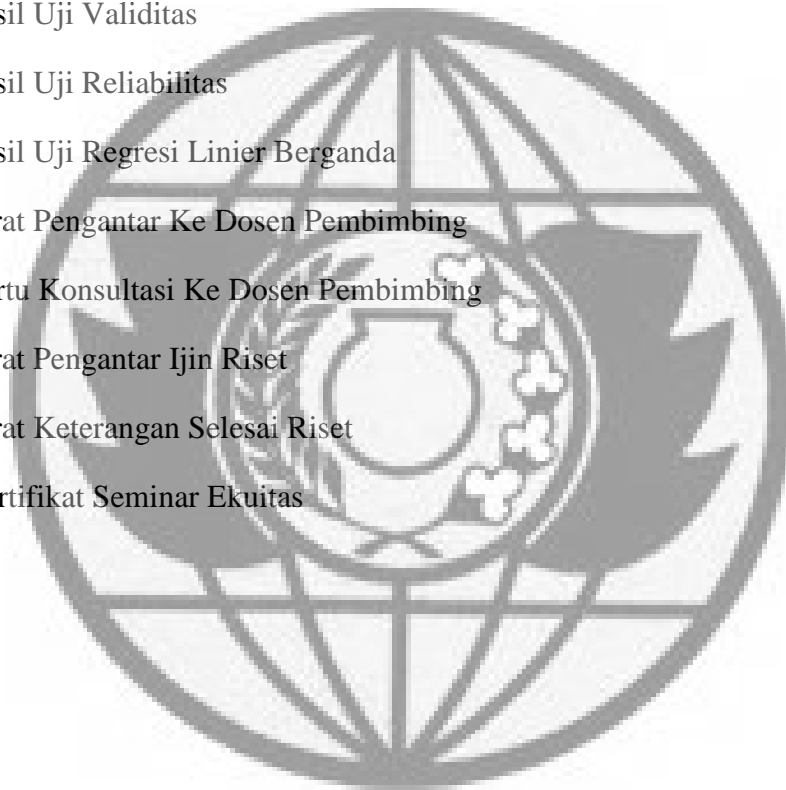 sil Uji Validitas
sil Uji Reliabilitas
sil Uji Regresi Linier Berganda
rat Pengantar Ke Dosen Pembimbing
rtu Konsultasi Ke Dosen Pembimbing
rat Pengantar Ijin Riset
rat Keterangan Selesai Riset
rtifikat Seminar Ekuitas